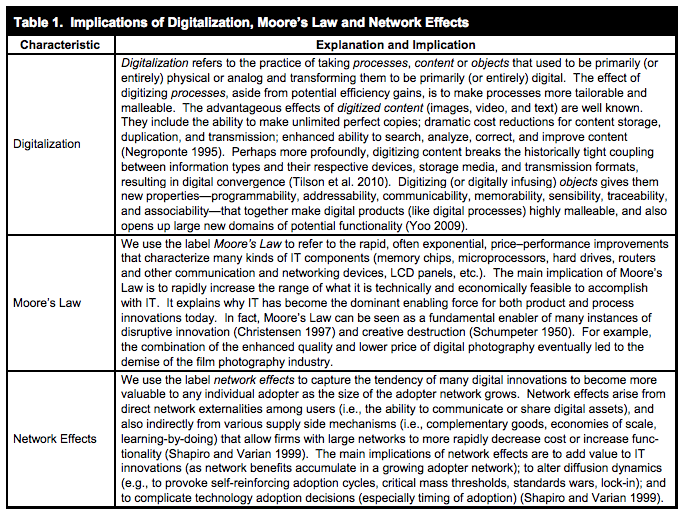 Table 1.  Implications of Digitalization, Moore's Law and Network Effects
Characteristic
Explanation and Implication
Digitalization
Digitalization refers to the practice of taking processes, content or objects that used to be primarily (or
entirely) physical or analog and transforming them to be primarily (or entirely) digital.  The effect of
digitizing processes, aside from potential efficiency gains, is to make processes more tailorable and
malleable.  The advantageous effects of digitized content (images, video, and text) are well known.
They include the ability to make unlimited perfect copies; dramatic cost reductions for content storage,
duplication, and transmission; enhanced ability to search, analyze, correct, and improve content
(Negroponte 1995).  Perhaps more profoundly, digitizing content breaks the historically tight coupling
between information types and their respective devices, storage media, and transmission formats,
resulting in digital convergence (Tilson et al. 2010).  Digitizing (or digitally infusing) objects gives them
new properties—programmability, addressability, communicability, memorability, sensibility, traceability,
and associability—that together make digital products (like digital processes) highly malleable, and also
opens up large new domains of potential functionality (Yoo 2009).
Moore's Law
We use the label Moore's Law to refer to the rapid, often exponential, price–performance improvements
that characterize many kinds of IT components (memory chips, microprocessors, hard drives, routers
and other communication and networking devices, LCD panels, etc.).  The main implication of Moore's
Law is to rapidly increase the range of what it is technically and economically feasible to accomplish
with IT.  It explains why IT has become the dominant enabling force for both product and process
innovations today.  In fact, Moore's Law can be seen as a fundamental enabler of many instances of
disruptive innovation (Christensen 1997) and creative destruction (Schumpeter 1950).  For example,
the combination of the enhanced quality and lower price of digital photography eventually led to the
demise of the film photography industry.
Network Effects
We use the label network effects to capture the tendency of many digital innovations to become more
valuable to any individual adopter as the size of the adopter network grows.  Network effects arise from
direct network externalities among users (i.e., the ability to communicate or share digital assets), and
also indirectly from various supply side mechanisms (i.e., complementary goods, economies of scale,
learning-by-doing) that allow firms with large networks to more rapidly decrease cost or increase func-
tionality (Shapiro and Varian 1999).  The main implications of network effects are to add value to IT
innovations (as network benefits accumulate in a growing adopter network); to alter diffusion dynamics
(e.g., to provoke self-reinforcing adoption cycles, critical mass thresholds, standards wars, lock-in); and
to complicate technology adoption decisions (especially timing of adoption) (Shapiro and Varian 1999).